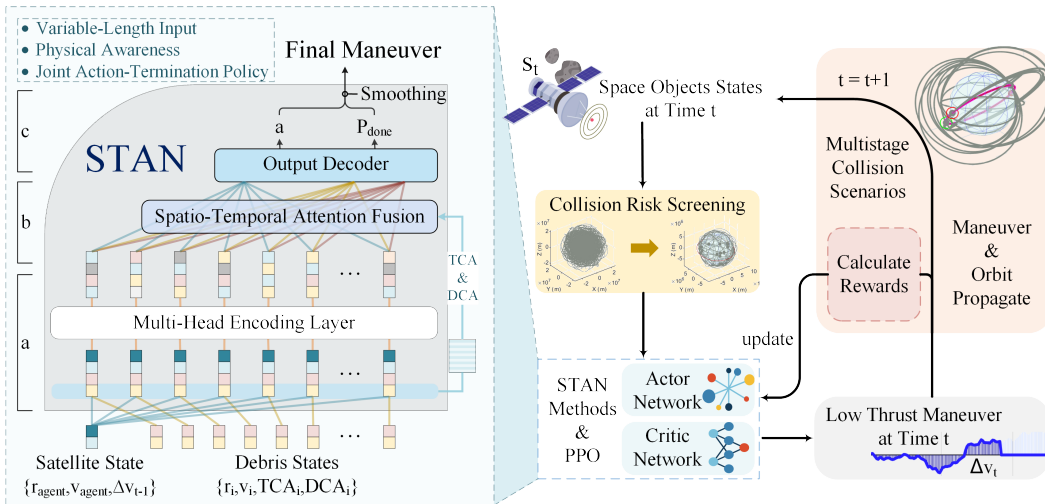 • Variable-Length Input
• Physical Awareness
• Joint Action-Termination Policy
Final Maneuver
Smoothing
c
a
P_done
STAN
Output Decoder
b
Spatio-Temporal Attention Fusion
TCA
&
DCA
...
a
Multi-Head Encoding Layer
...
...
Satellite State
{r_agent,v_agent,Δv_t-1}
Debris States
{r_i,v_i,TCA_i,DCA_i}
S_t
Space Objects States
at Time t
Collision Risk Screening
STAN
Methods
&
PPO
Actor
Network
Critic
Network
t = t+1
Multistage
Collision
Scenarios
Maneuver
&
Orbit
Propagate
Calculate
Rewards
update
Low Thrust Maneuver
at Time t
Δv_t